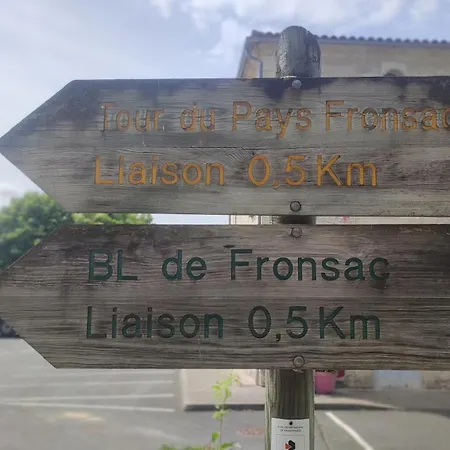 Tour du Pays Fronsac
Liaison 0,5 Km
BL de Fronsac
Liaison 0,5 Km